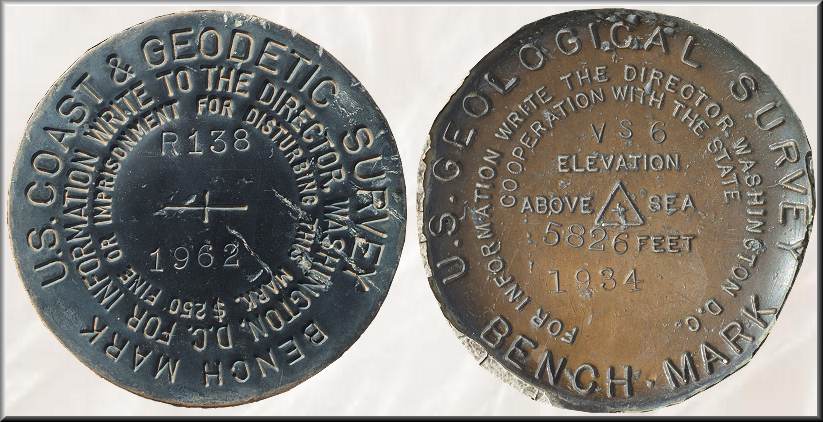 U.S. COAST & GEODETIC SURVEY BENCH MARK
FOR INFORMATION WRITE TO THE DIRECTOR, WASHINGTON, D.C.
$250 FINE OR IMPRISONMENT FOR DISTURBING THIS MARK.
R138
1962
U.S. GEOLOGICAL SURVEY
BENCH MARK
FOR INFORMATION WRITE THE DIRECTOR, WASHINGTON D.C.
COOPERATION WITH THE STATE
VS6
ELEVATION
ABOVE SEA
5826 FEET
1934